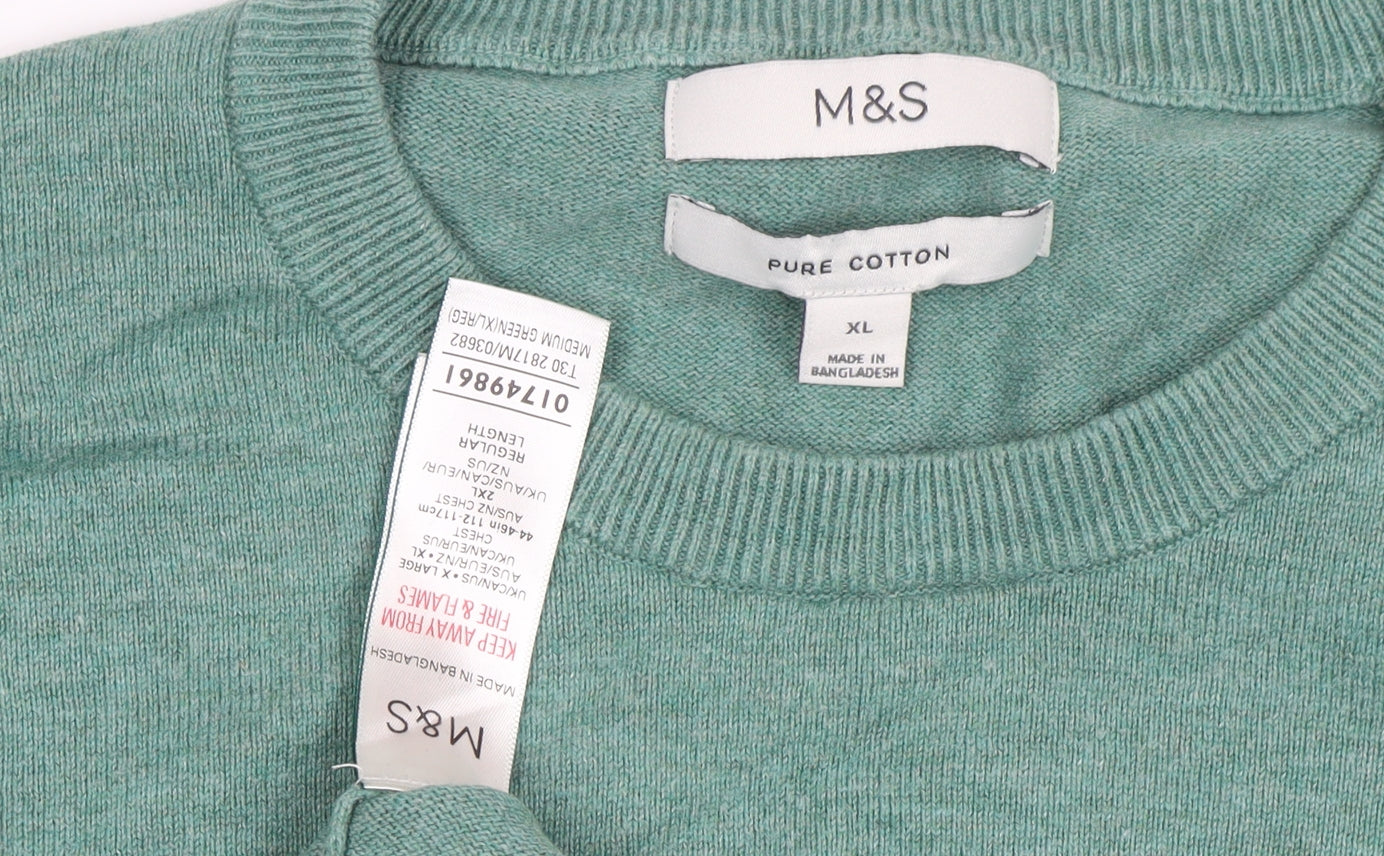 M&S
PURE COTTON
XL
MADE IN
BANGLADESH
M&S
MADE IN BANGLADESH
KEEP AWAY FROM
FIRE & FLAMES
UK/CAN/US • X LARGE
AUS/EUR/NZ • XL
UK/CAN/EUR/US
CHEST
44-46in 112-117cm
AUS/NZ CHEST
2XL
UK/AUS/CAN/EUR/
NZ/US
REGULAR
LENGTH
01749861
T30 2817M/03682
MEDIUM GREEN(XL/REG)